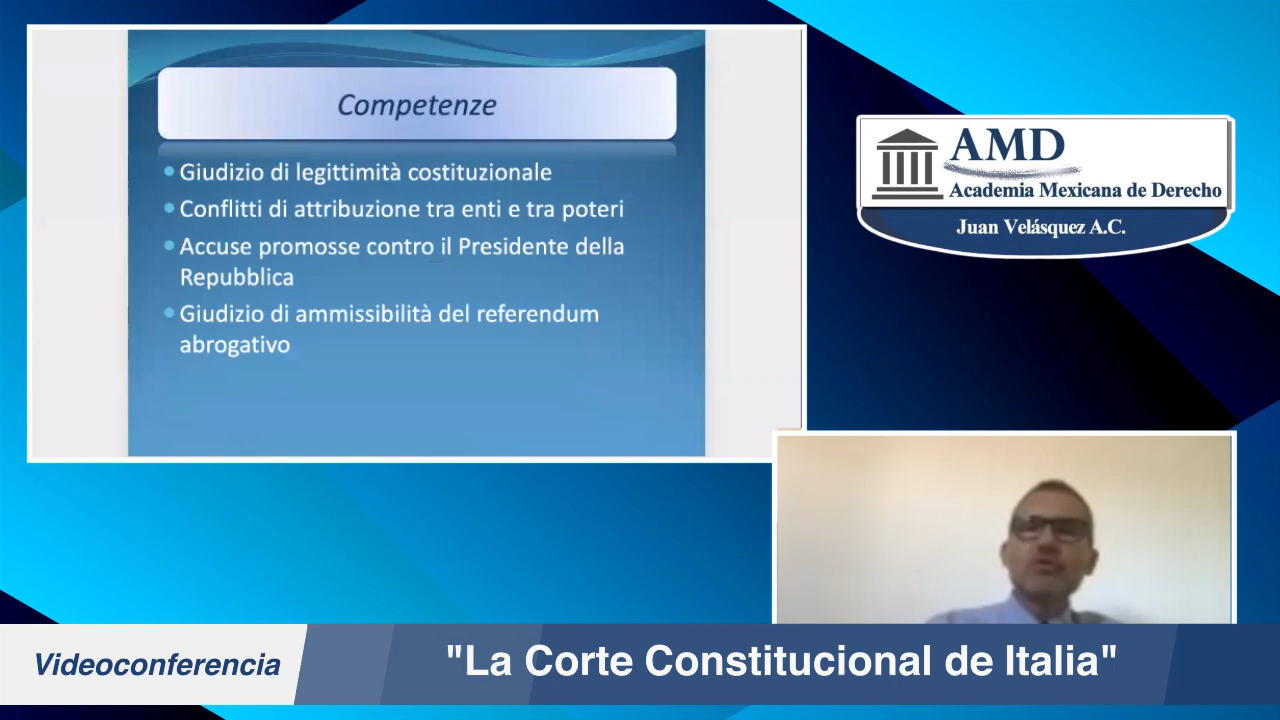 Competenze
Giudizio di legittimità costituzionale
Conflitti di attribuzione tra enti e tra poteri
Accuse promosse contro il Presidente della
Repubblica
Giudizio di ammissibilità del referendum
abrogativo
AMD
Academia Mexicana de Derecho
Juan Velásquez A.C.
Videoconferencia
"La Corte Constitucional de Italia"